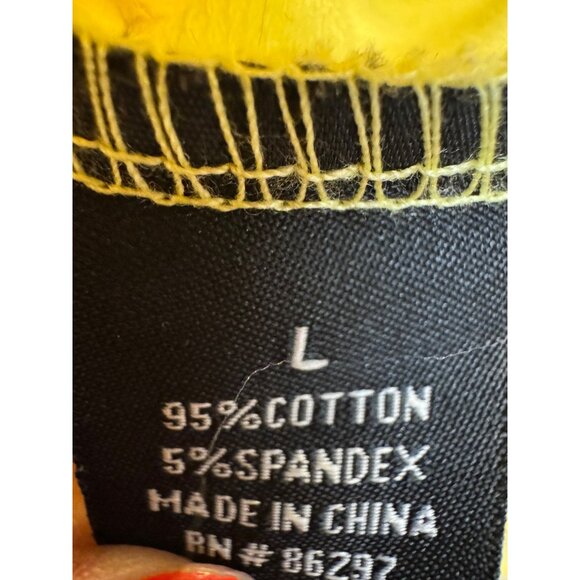 L
95%COTTON
5%SPANDEX
MADE IN CHINA
RN # 86297